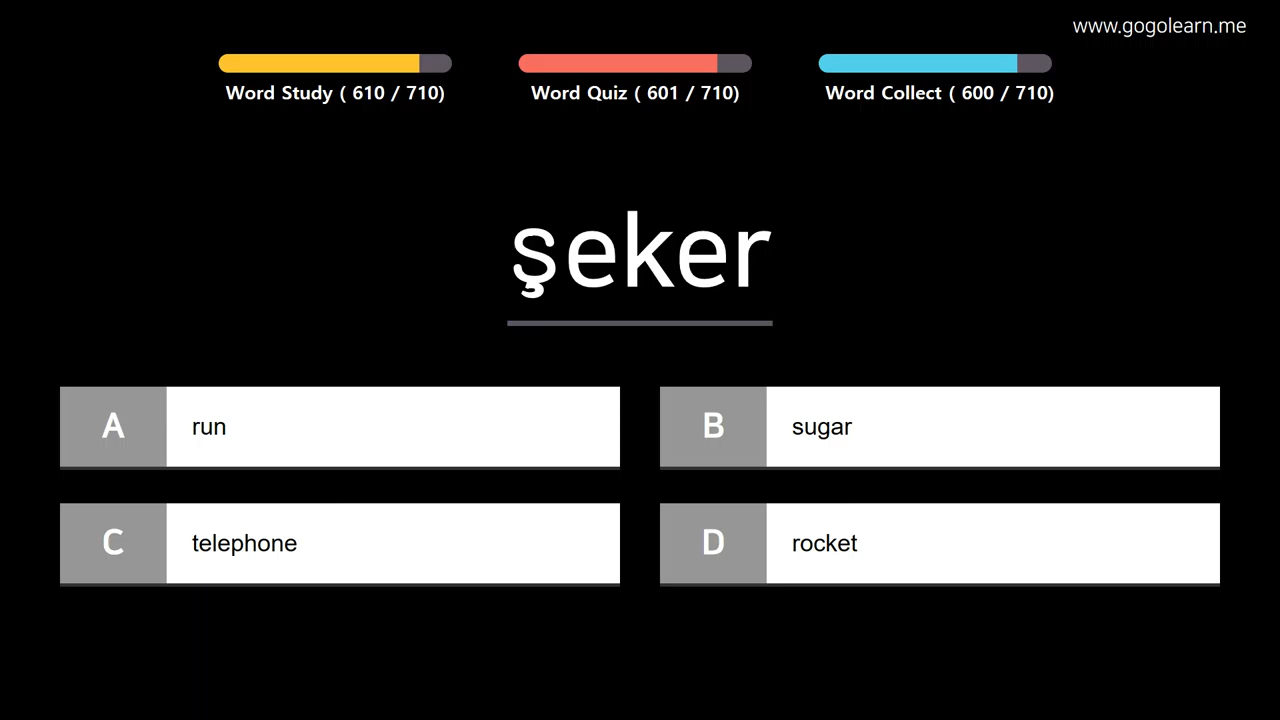 www.gogolearn.me
Word Study ( 610 / 710)
Word Quiz ( 601 / 710)
Word Collect ( 600 / 710)
şeker
A run
B sugar
C telephone
D rocket